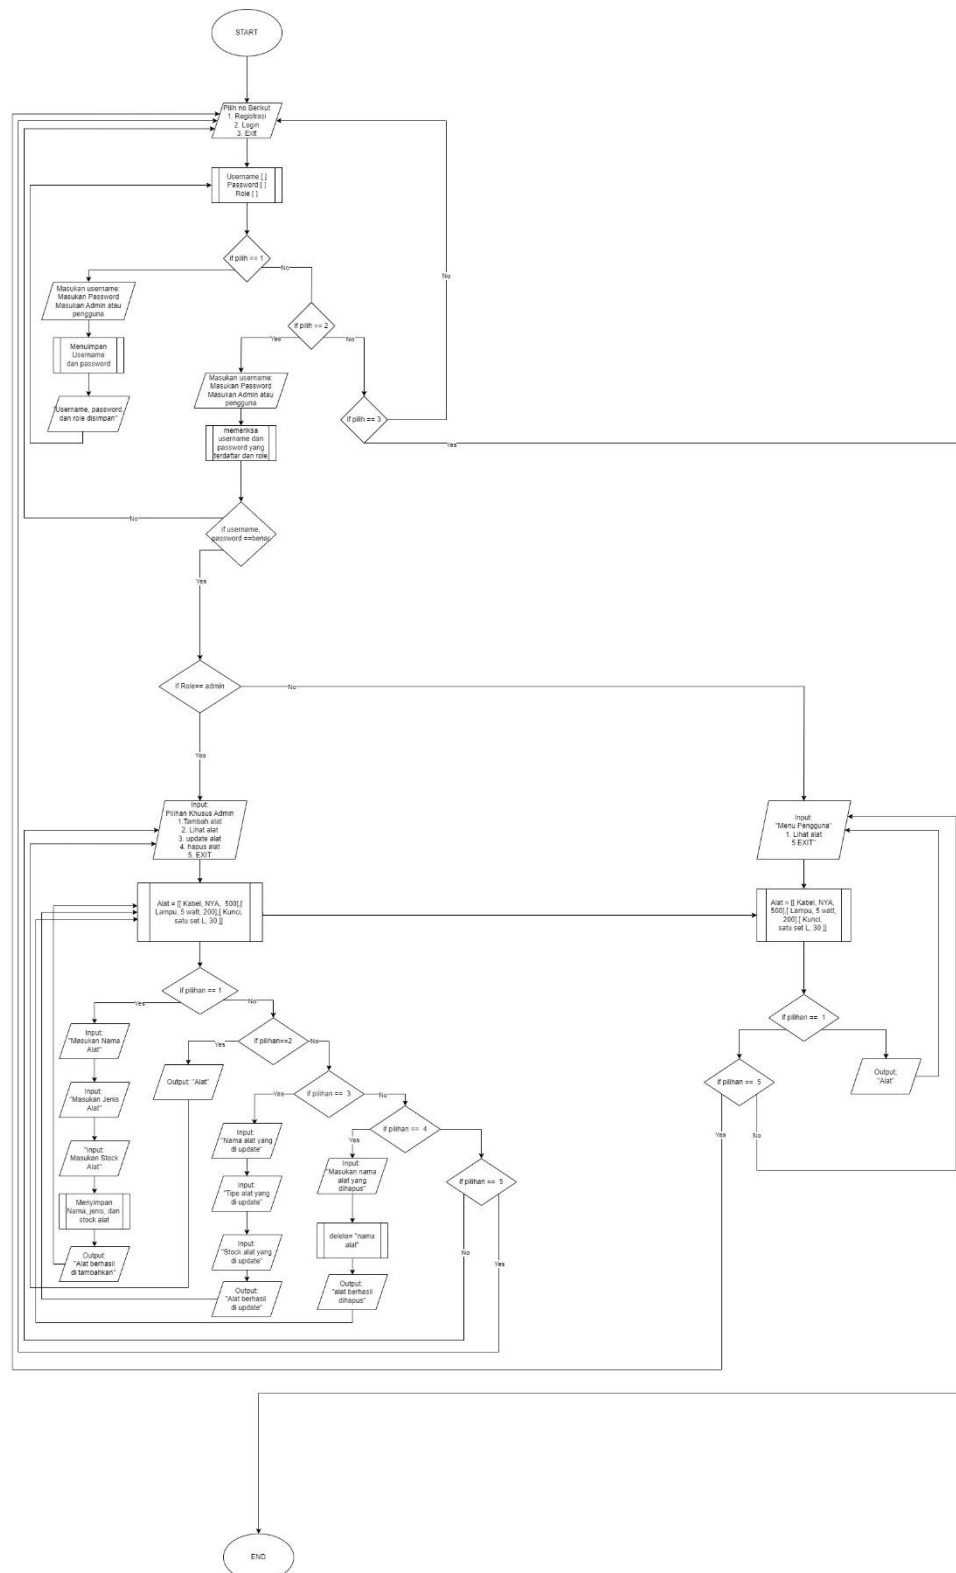 START
Pilih no Berikut
1. Registrasi
2. Login
3. Exit
Username [ ]
Password [ ]
Role [ ]
if pilih == 1
No
Masukan username:
Masukan Password
Masukan Admin atau
pengguna
if pilih == 2
No
Menuimpan
Username
dan password
Yes
No
Masukan username:
Masukan Password
Masukan Admin atau
pengguna
"Username, password
dan role disimpan"
if pilih == 3
Yes
memeriksa
username dan
password yang
terdaftar dan role
No
if username,
password ==benar
Yes
if Role== admin
No
Yes
Input:
Pilihan Khusus Admin
1.Tambah alat
2. Lihat alat
3. update alat
4. hapus alat
5. EXIT
Input:
"Menu Pengguna"
1. Lihat alat
5.EXIT"
Alat = [[ Kabel, NYA, 500],[
Lampu, 5 watt, 200],[ Kunci,
satu set L, 30 ]]
Alat = [[ Kabel, NYA,
500],[ Lampu, 5 watt,
200],[ Kunci,
satu set L, 30 ]]
if pilihan == 1
Yes
No
if pilihan == 1
Input:
"Masukan Nama
Alat"
if pilihan==2
Yes
No
Output: "Alat"
Output;
"Alat"
if pilihan == 5
Input:
"Masukan Jenis
Alat"
if pilihan == 3
Yes
No
if pilihan == 4
Yes
Yes
No
"Input:
Masukan Stock
Alat"
Input:
"Nama alat yang
di update"
Input:
"Masukan nama
alat yang
dihapus"
if pilihan == 5
Input:
"Tipe alat yang
di update"
Menyimpan
Nama, jenis, dan
stock alat
delete= "nama
alat"
No
Yes
Input:
"Stock alat yang
di update"
Output:
"Alat berhasil
di tambahkan"
Output:
"Alat berhasil
di update"
Output:
"alat berhasil
dihapus"
END